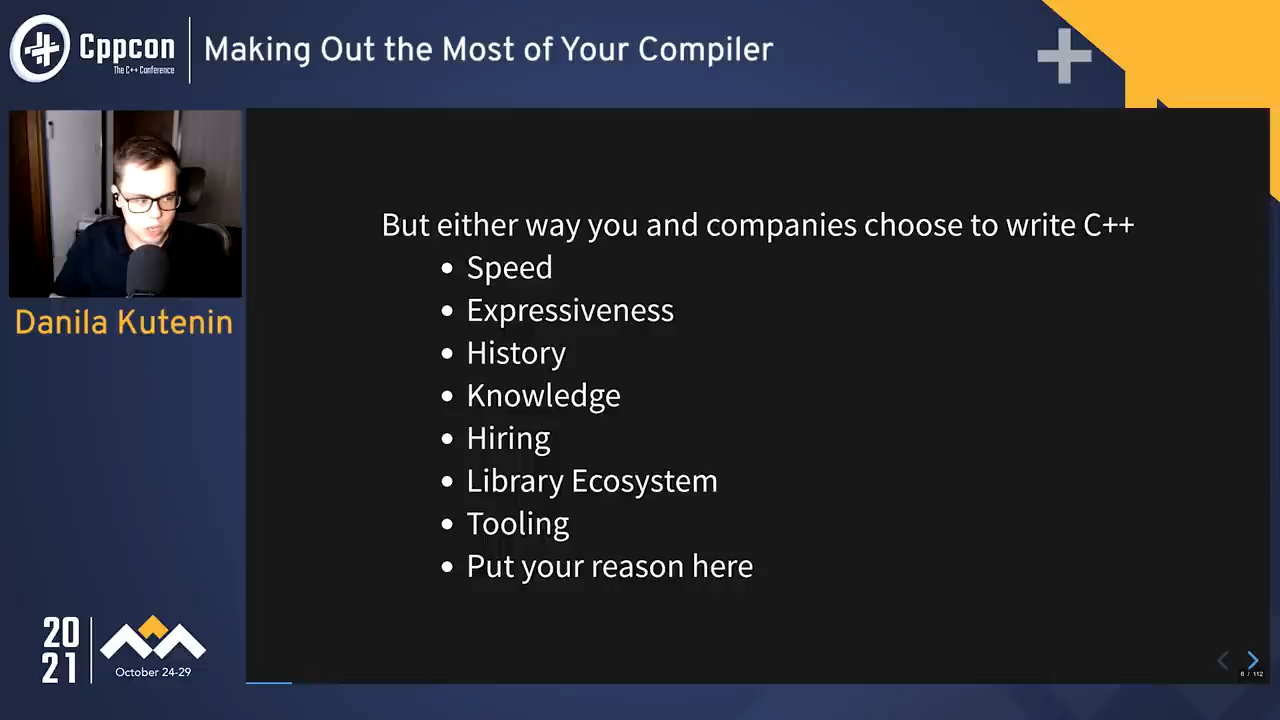 Cppcon
The C++ Conference
Making Out the Most of Your Compiler
Danila Kutenin
But either way you and companies choose to write C++
• Speed
• Expressiveness
• History
• Knowledge
• Hiring
• Library Ecosystem
• Tooling
• Put your reason here
20
21
October 24-29
6 / 112